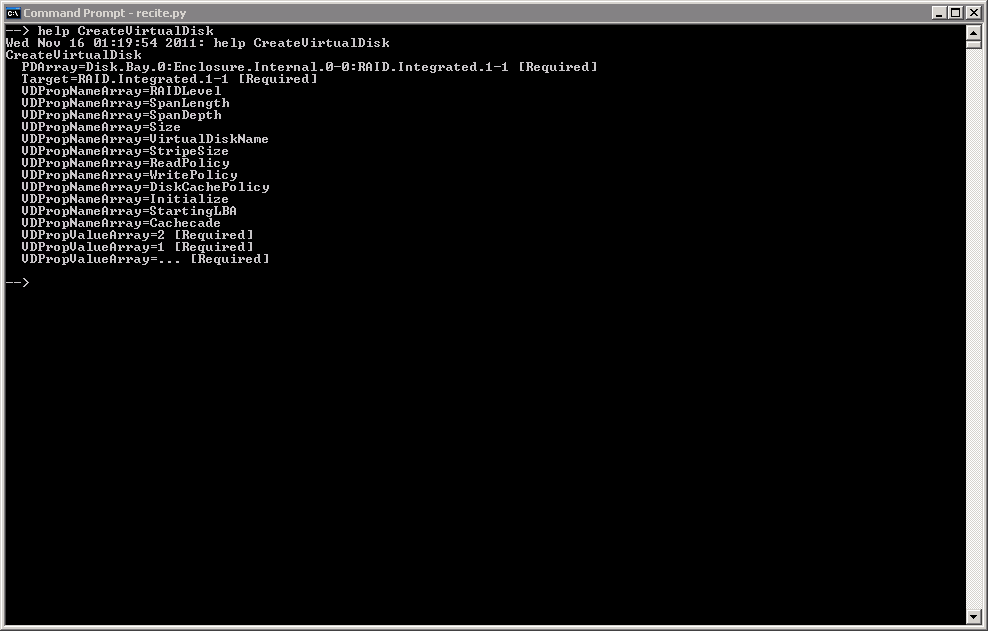 Command Prompt - recite.py
--> help CreateVirtualDisk
Wed Nov 16 01:19:54 2011: help CreateVirtualDisk
CreateVirtualDisk
  PDArray=Disk.Bay.0:Enclosure.Internal.0-0:RAID.Integrated.1-1 [Required]
  Target=RAID.Integrated.1-1 [Required]
  VDPropNameArray=RAIDLevel
  VDPropNameArray=SpanLength
  VDPropNameArray=SpanDepth
  VDPropNameArray=Size
  VDPropNameArray=VirtualDiskName
  VDPropNameArray=StripeSize
  VDPropNameArray=ReadPolicy
  VDPropNameArray=WritePolicy
  VDPropNameArray=DiskCachePolicy
  VDPropNameArray=Initialize
  VDPropNameArray=StartingLBA
  VDPropNameArray=Cachecade
  VDPropValueArray=2 [Required]
  VDPropValueArray=1 [Required]
  VDPropValueArray=... [Required]
-->